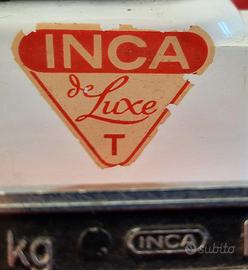 INCA
de Luxe
T
kg INCA
subito